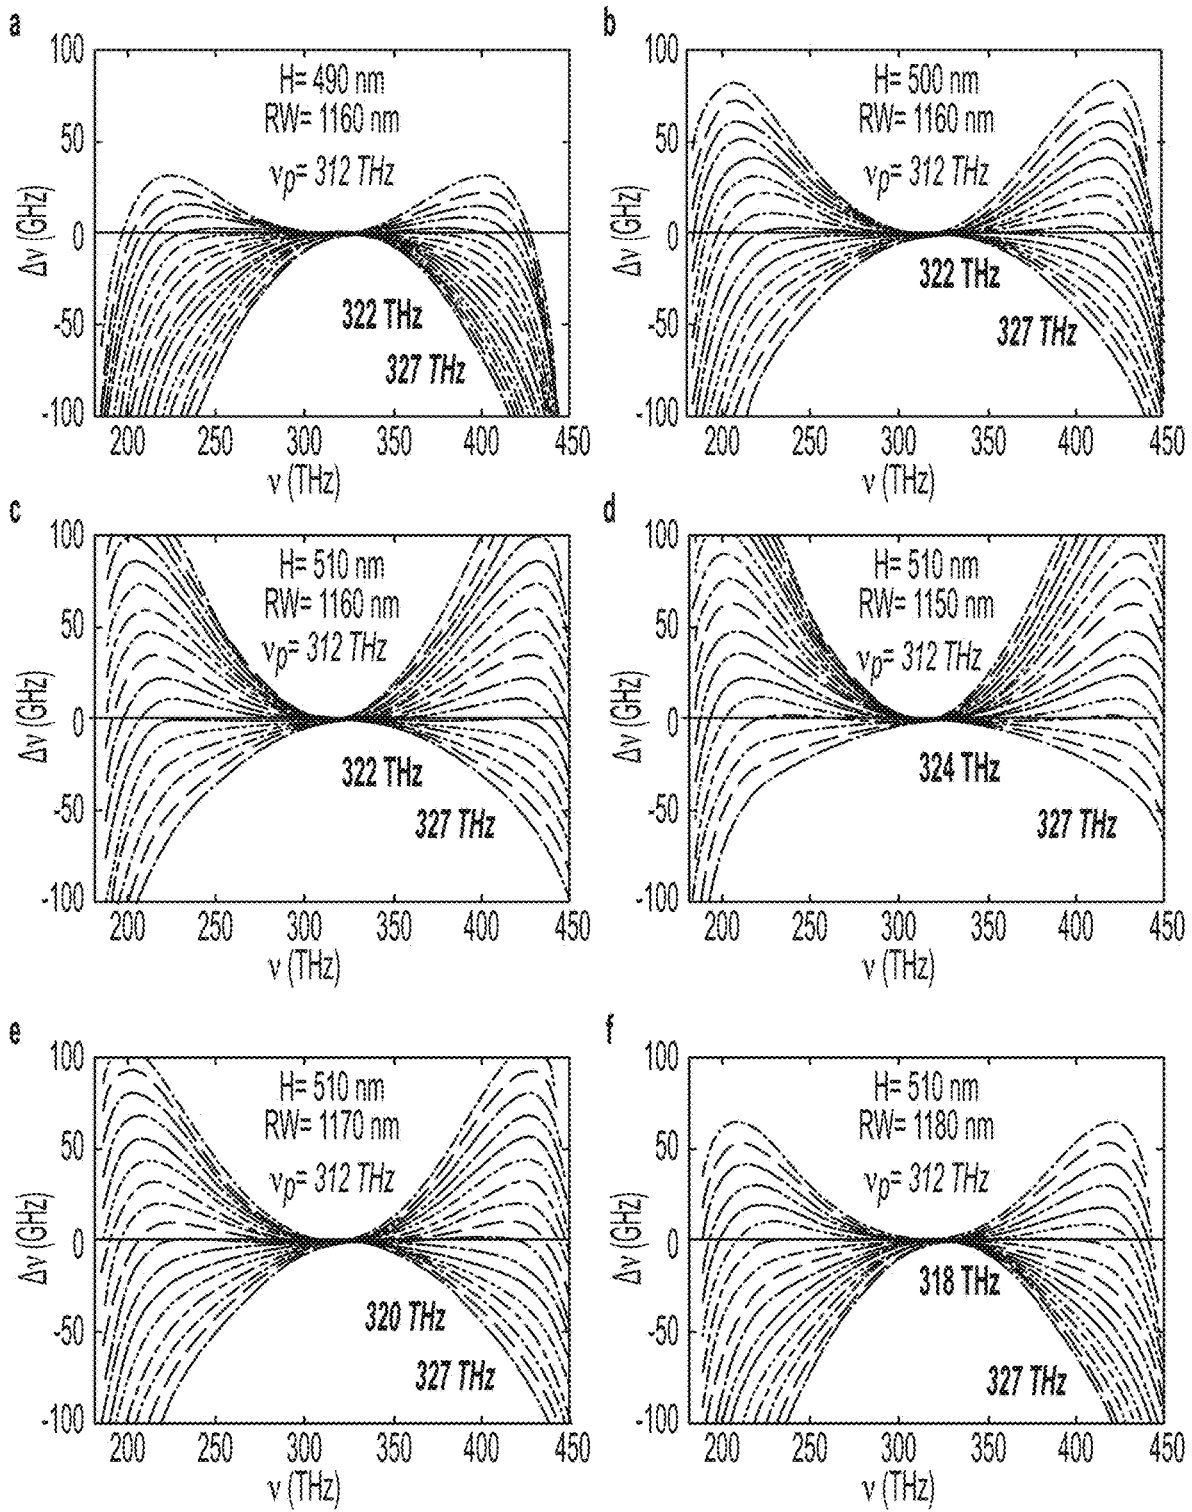 a
100
50
0
-50
-100
Δν (GHz)
H= 490 nm
RW= 1160 nm
νp= 312 THz
322 THz
327 THz
200 250 300 350 400 450
ν (THz)
b
100
50
0
-50
-100
Δν (GHz)
H= 500 nm
RW= 1160 nm
νp= 312 THz
322 THz
327 THz
200 250 300 350 400 450
ν (THz)
c
100
50
0
-50
-100
Δν (GHz)
H= 510 nm
RW= 1160 nm
νp= 312 THz
322 THz
327 THz
200 250 300 350 400 450
ν (THz)
d
100
50
0
-50
-100
Δν (GHz)
H= 510 nm
RW= 1150 nm
νp= 312 THz
324 THz
327 THz
200 250 300 350 400 450
ν (THz)
e
100
50
0
-50
-100
Δν (GHz)
H= 510 nm
RW= 1170 nm
νp= 312 THz
320 THz
327 THz
200 250 300 350 400 450
ν (THz)
f
100
50
0
-50
-100
Δν (GHz)
H= 510 nm
RW= 1180 nm
νp= 312 THz
318 THz
327 THz
200 250 300 350 400 450
ν (THz)